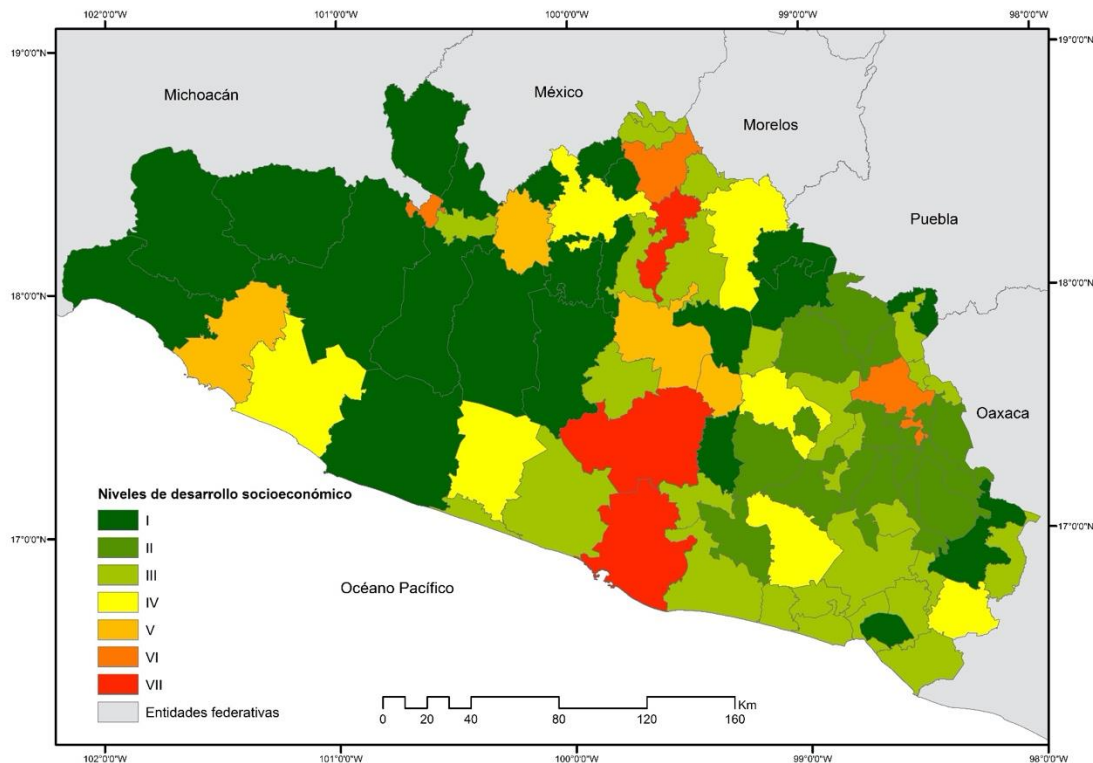 102°0'0"W 101°0'0"W 100°0'0"W 99°0'0"W 98°0'0"W
19°0'0"N 19°0'0"N
Michoacán
México
Morelos
Puebla
18°0'0"N 18°0'0"N
Oaxaca
Niveles de desarrollo socioeconómico
I
II
III
IV
V
VI
VII
Entidades federativas
17°0'0"N 17°0'0"N
Océano Pacífico
Km
0 20 40 80 120 160
102°0'0"W 101°0'0"W 100°0'0"W 99°0'0"W 98°0'0"W